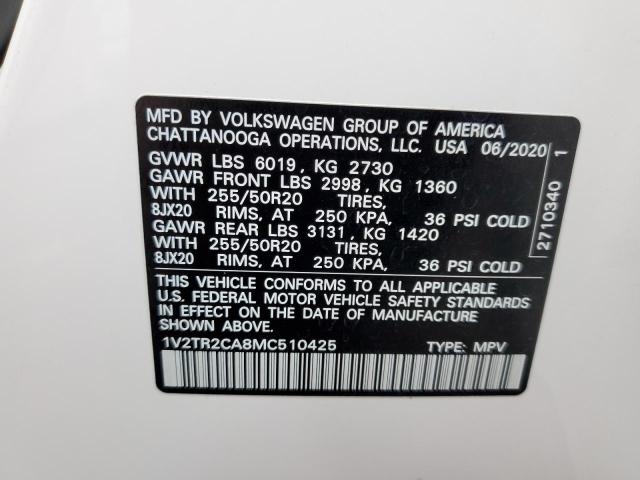 MFD BY VOLKSWAGEN GROUP OF AMERICA
CHATTANOOGA OPERATIONS, LLC. USA 06/2020
GVWR LBS 6019, KG 2730
GAWR FRONT LBS 2998, KG 1360
WITH 255/50R20 TIRES,
8JX20 RIMS, AT 250 KPA, 36 PSI COLD
GAWR REAR LBS 3131, KG 1420
WITH 255/50R20 TIRES,
8JX20 RIMS, AT 250 KPA, 36 PSI COLD
THIS VEHICLE CONFORMS TO ALL APPLICABLE
U.S. FEDERAL MOTOR VEHICLE SAFETY STANDARDS
IN EFFECT ON THE DATE OF MANUFACTURE
SHOWN ABOVE.
1V2TR2CA8MC510425 TYPE: MPV
2710340 1